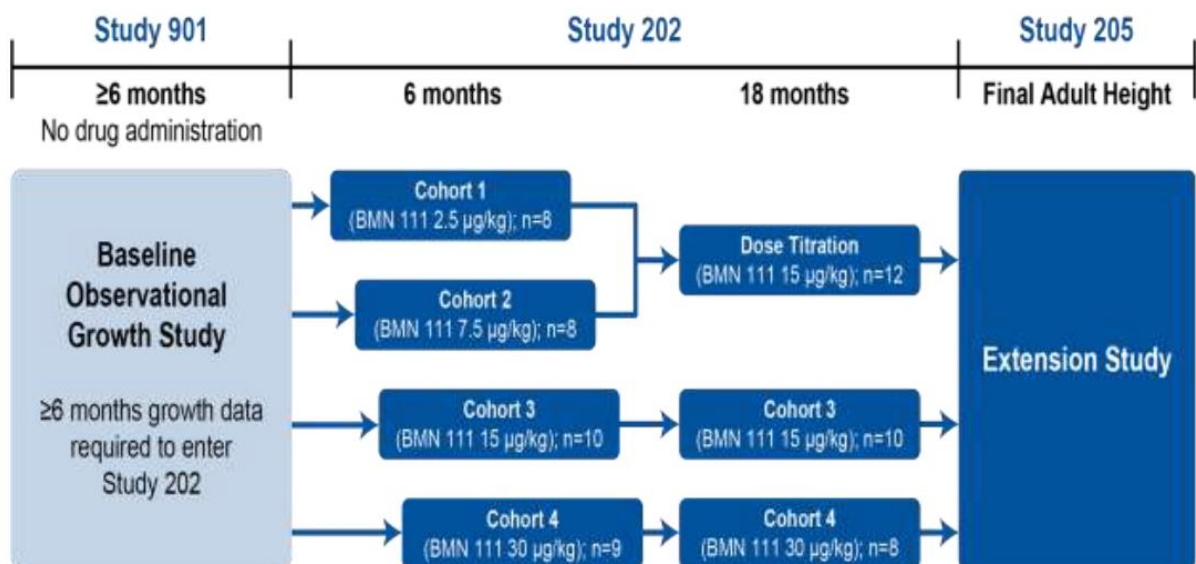 Study 901
Study 202
Study 205
≥6 months
6 months
18 months
Final Adult Height
No drug administration
Baseline
Observational
Growth Study
≥6 months growth data
required to enter
Study 202
Cohort 1
(BMN 111 2.5 µg/kg); n=8
Cohort 2
(BMN 111 7.5 µg/kg); n=8
Dose Titration
(BMN 111 15 µg/kg); n=12
Cohort 3
(BMN 111 15 µg/kg); n=10
Cohort 3
(BMN 111 15 µg/kg); n=10
Cohort 4
(BMN 111 30 µg/kg); n=9
Cohort 4
(BMN 111 30 µg/kg); n=8
Extension Study